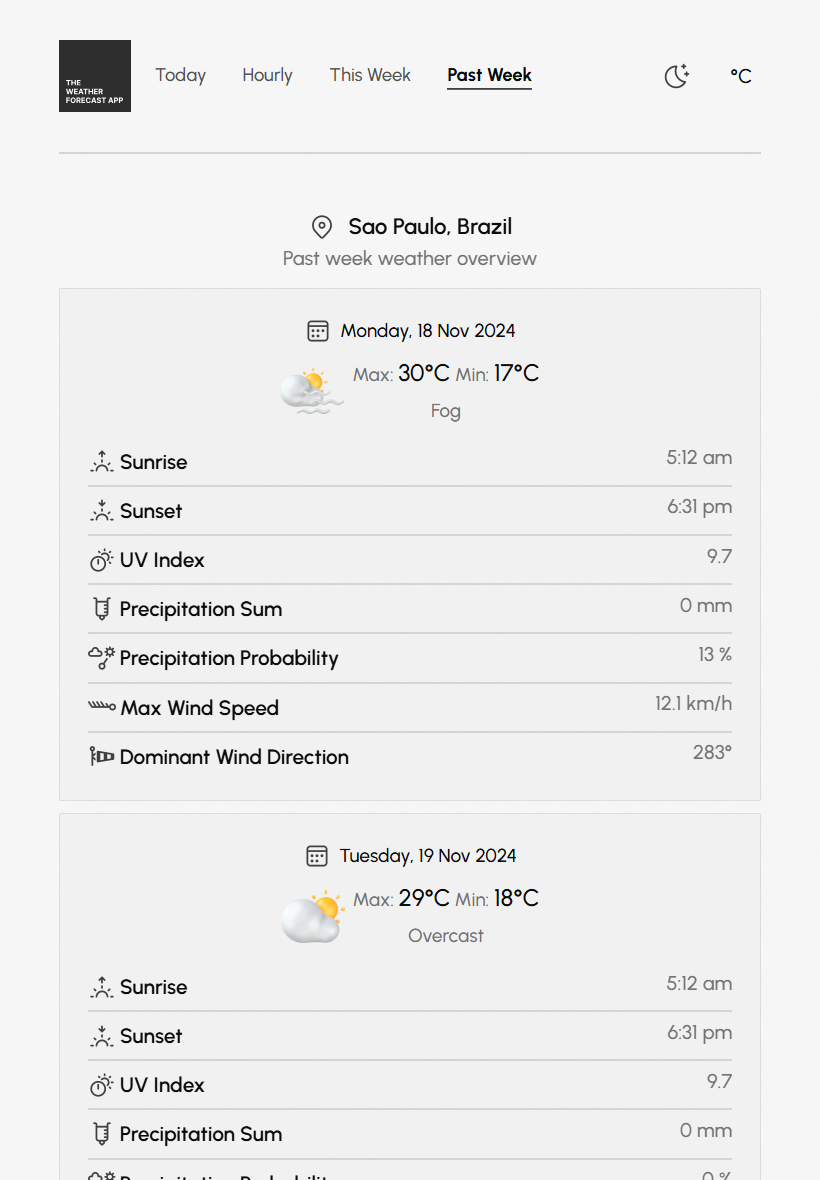 THE
WEATHER
FORECAST APP
Today Hourly This Week Past Week °C
Sao Paulo, Brazil
Past week weather overview
Monday, 18 Nov 2024
Max: 30°C Min: 17°C
Fog
Sunrise 5:12 am
Sunset 6:31 pm
UV Index 9.7
Precipitation Sum 0 mm
Precipitation Probability 13 %
Max Wind Speed 12.1 km/h
Dominant Wind Direction 283°
Tuesday, 19 Nov 2024
Max: 29°C Min: 18°C
Overcast
Sunrise 5:12 am
Sunset 6:31 pm
UV Index 9.7
Precipitation Sum 0 mm
Precipitation Probability 0 %